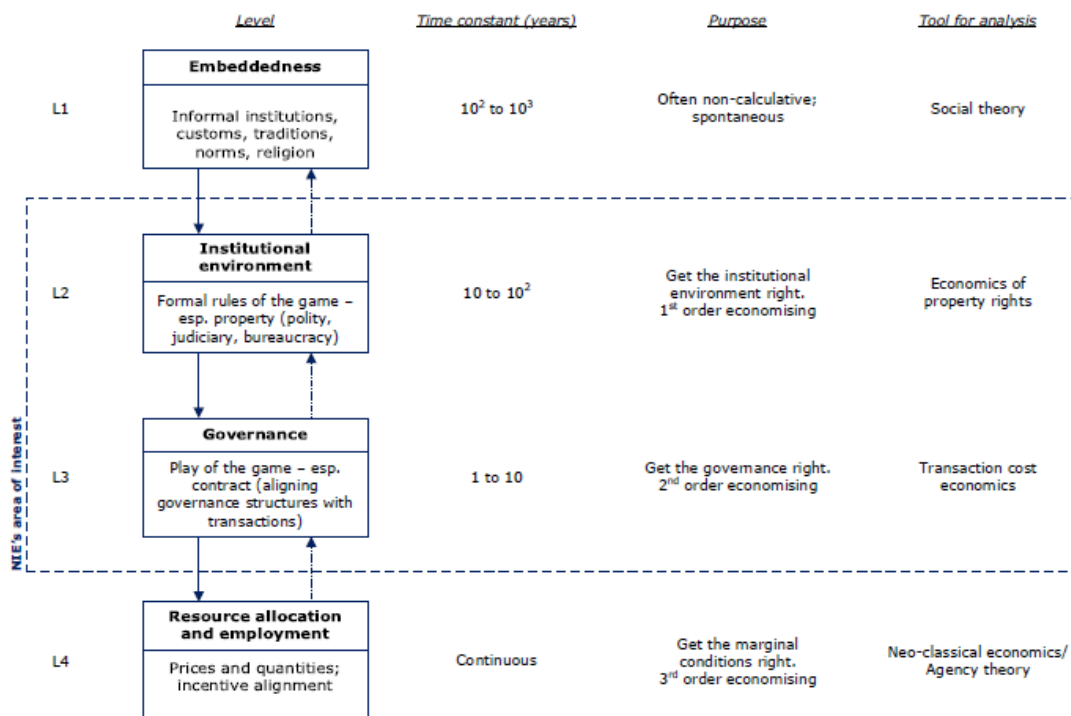 Level
Time constant (years)
Purpose
Tool for analysis
L1
Embeddedness
Informal institutions,
customs, traditions,
norms, religion
10² to 10³
Often non-calculative;
spontaneous
Social theory
NIE's area of interest
L2
Institutional
environment
Formal rules of the game –
esp. property (polity,
judiciary, bureaucracy)
10 to 10²
Get the institutional
environment right.
1st order economising
Economics of
property rights
L3
Governance
Play of the game – esp.
contract (aligning
governance structures with
transactions)
1 to 10
Get the governance right.
2nd order economising
Transaction cost
economics
L4
Resource allocation
and employment
Prices and quantities;
incentive alignment
Continuous
Get the marginal
conditions right.
3rd order economising
Neo-classical economics/
Agency theory